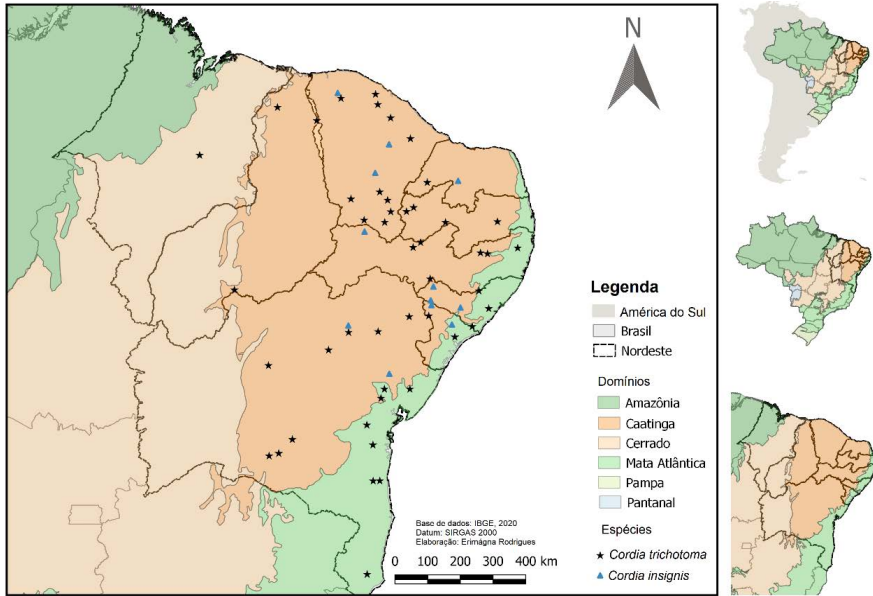 N
Legenda
América do Sul
Brasil
Nordeste
Domínios
Amazônia
Caatinga
Cerrado
Mata Atlântica
Pampa
Pantanal
Espécies
Cordia trichotoma
Cordia insignis
Base de dados: IBGE, 2020
Datum: SIRGAS 2000
Elaboração: Erimágna Rodrigues
0 100 200 300 400 km